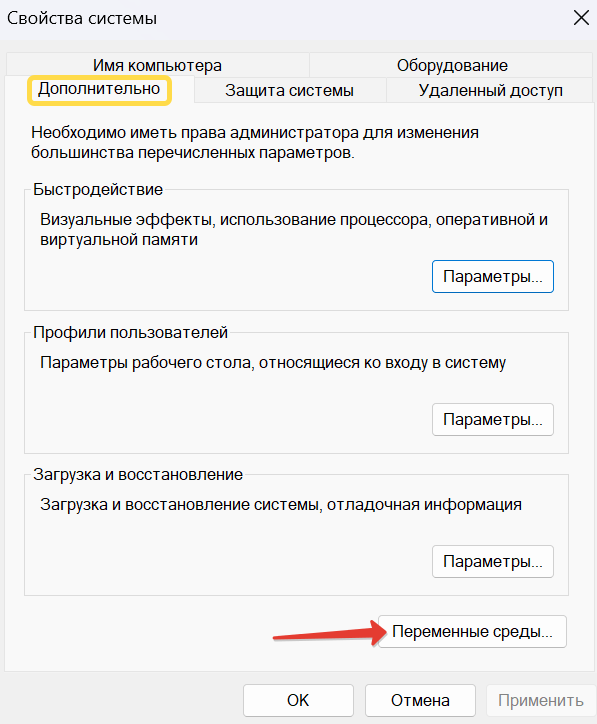 Свойства системы
Имя компьютера
Оборудование
Дополнительно
Защита системы
Удаленный доступ
Необходимо иметь права администратора для изменения
большинства перечисленных параметров.
Быстродействие
Визуальные эффекты, использование процессора, оперативной и
виртуальной памяти
Параметры...
Профили пользователей
Параметры рабочего стола, относящиеся ко входу в систему
Параметры...
Загрузка и восстановление
Загрузка и восстановление системы, отладочная информация
Параметры...
Переменные среды...
ОК
Отмена
Применить